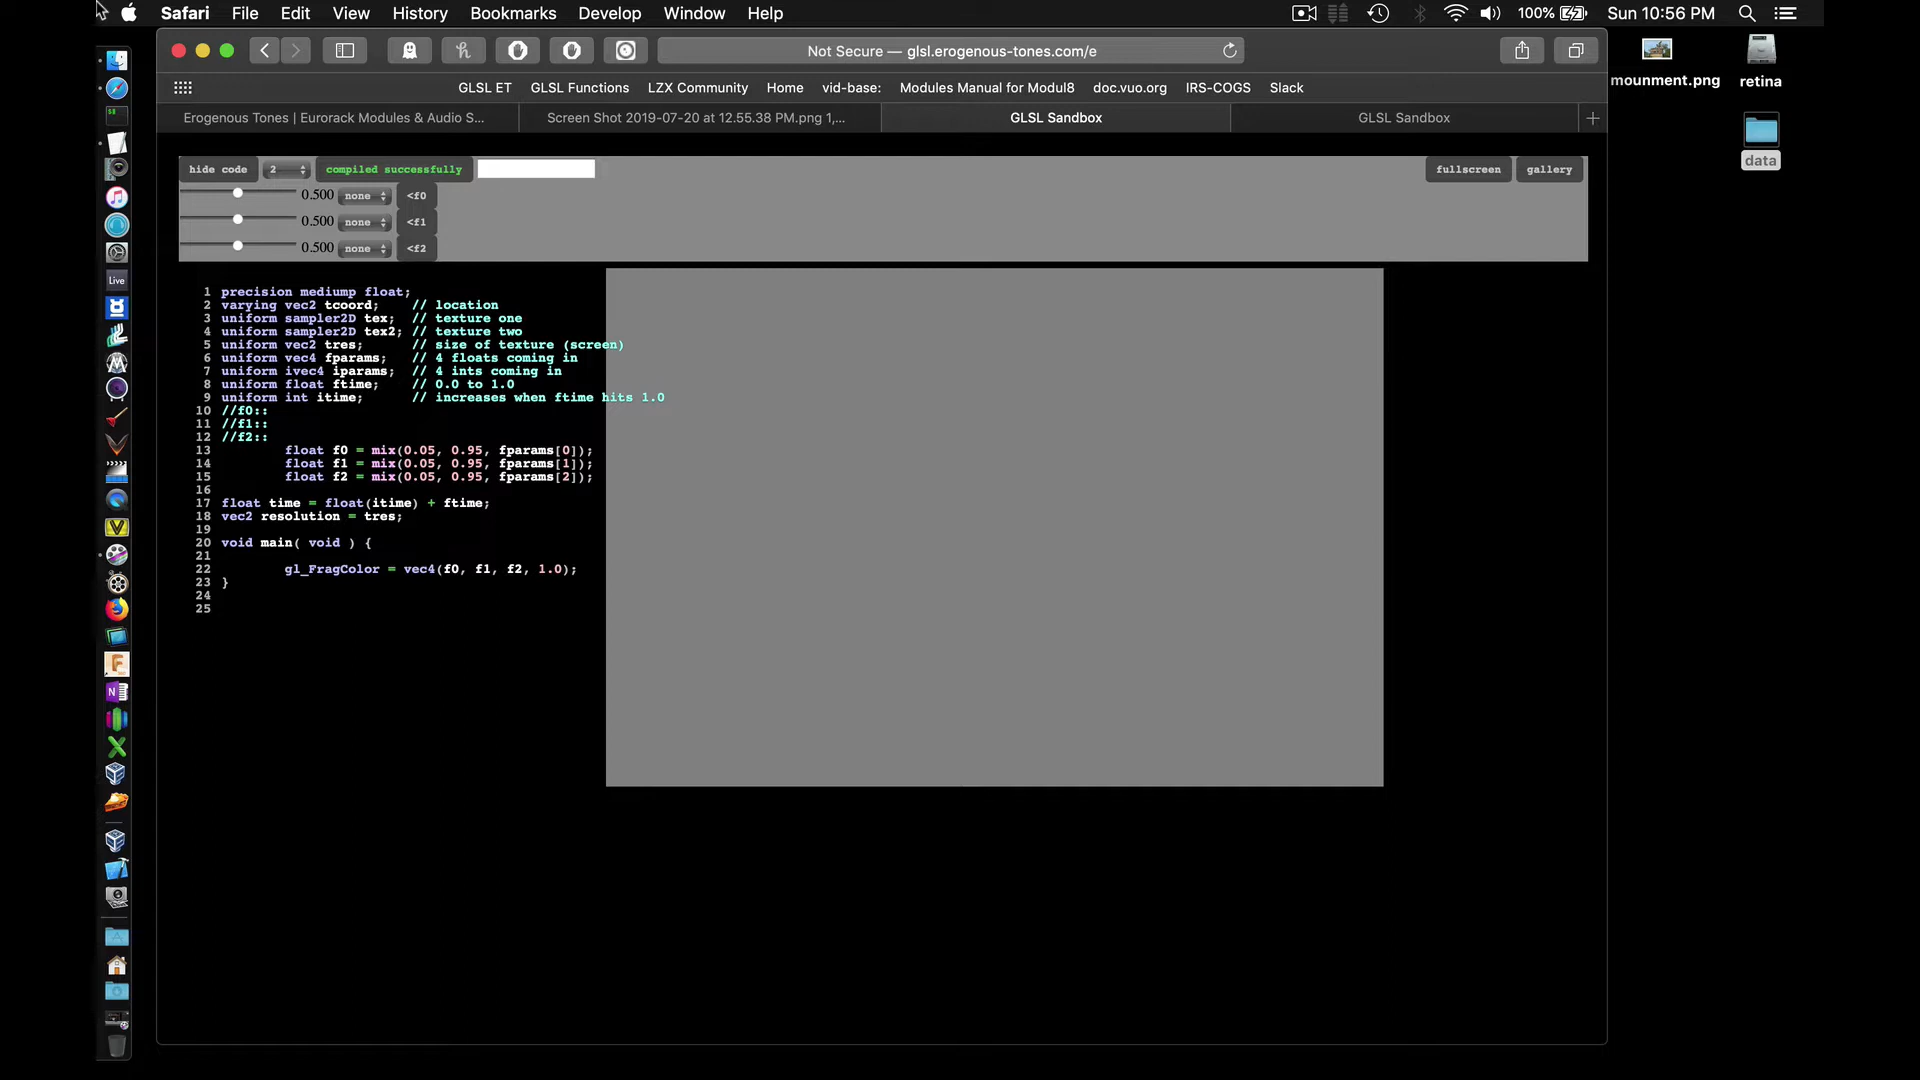 Safari File Edit View History Bookmarks Develop Window Help 100% Sun 10:56 PM
Not Secure — glsl.erogenous-tones.com/e
mounment.png
retina
data
GLSL ET GLSL Functions LZX Community Home vid-base: Modules Manual for Modul8 doc.vuo.org IRS-COGS Slack
Erogenous Tones | Eurorack Modules & Audio S... Screen Shot 2019-07-20 at 12.55.38 PM.png 1,... GLSL Sandbox GLSL Sandbox
hide code 2 compiled successfully fullscreen gallery
0.500 none <f0
0.500 none <f1
0.500 none <f2
1 precision mediump float;
2 varying vec2 tcoord; // location
3 uniform sampler2D tex; // texture one
4 uniform sampler2D tex2; // texture two
5 uniform vec2 tres; // size of texture (screen)
6 uniform vec4 fparams; // 4 floats coming in
7 uniform ivec4 iparams; // 4 ints coming in
8 uniform float ftime; // 0.0 to 1.0
9 uniform int itime; // increases when ftime hits 1.0
10 //f0::
11 //f1::
12 //f2::
13 float f0 = mix(0.05, 0.95, fparams[0]);
14 float f1 = mix(0.05, 0.95, fparams[1]);
15 float f2 = mix(0.05, 0.95, fparams[2]);
16
17 float time = float(itime) + ftime;
18 vec2 resolution = tres;
19
20 void main( void ) {
21
22 gl_FragColor = vec4(f0, f1, f2, 1.0);
23 }
24
25
Live